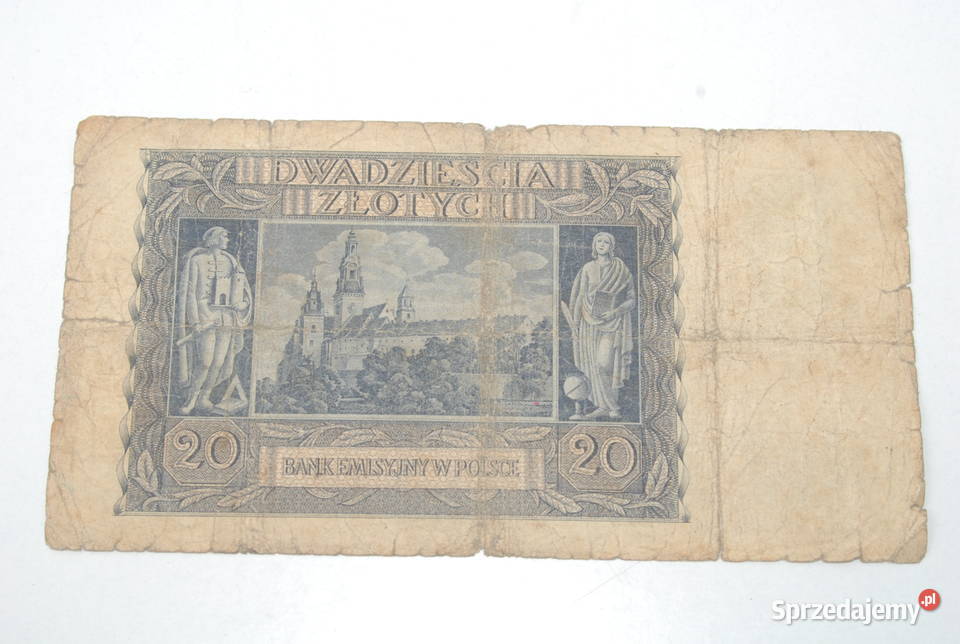 DWADZIEŚCIA
ZŁOTYCH
20
BANK EMISYJNY W POLSCE
20
Sprzedajemy.pl